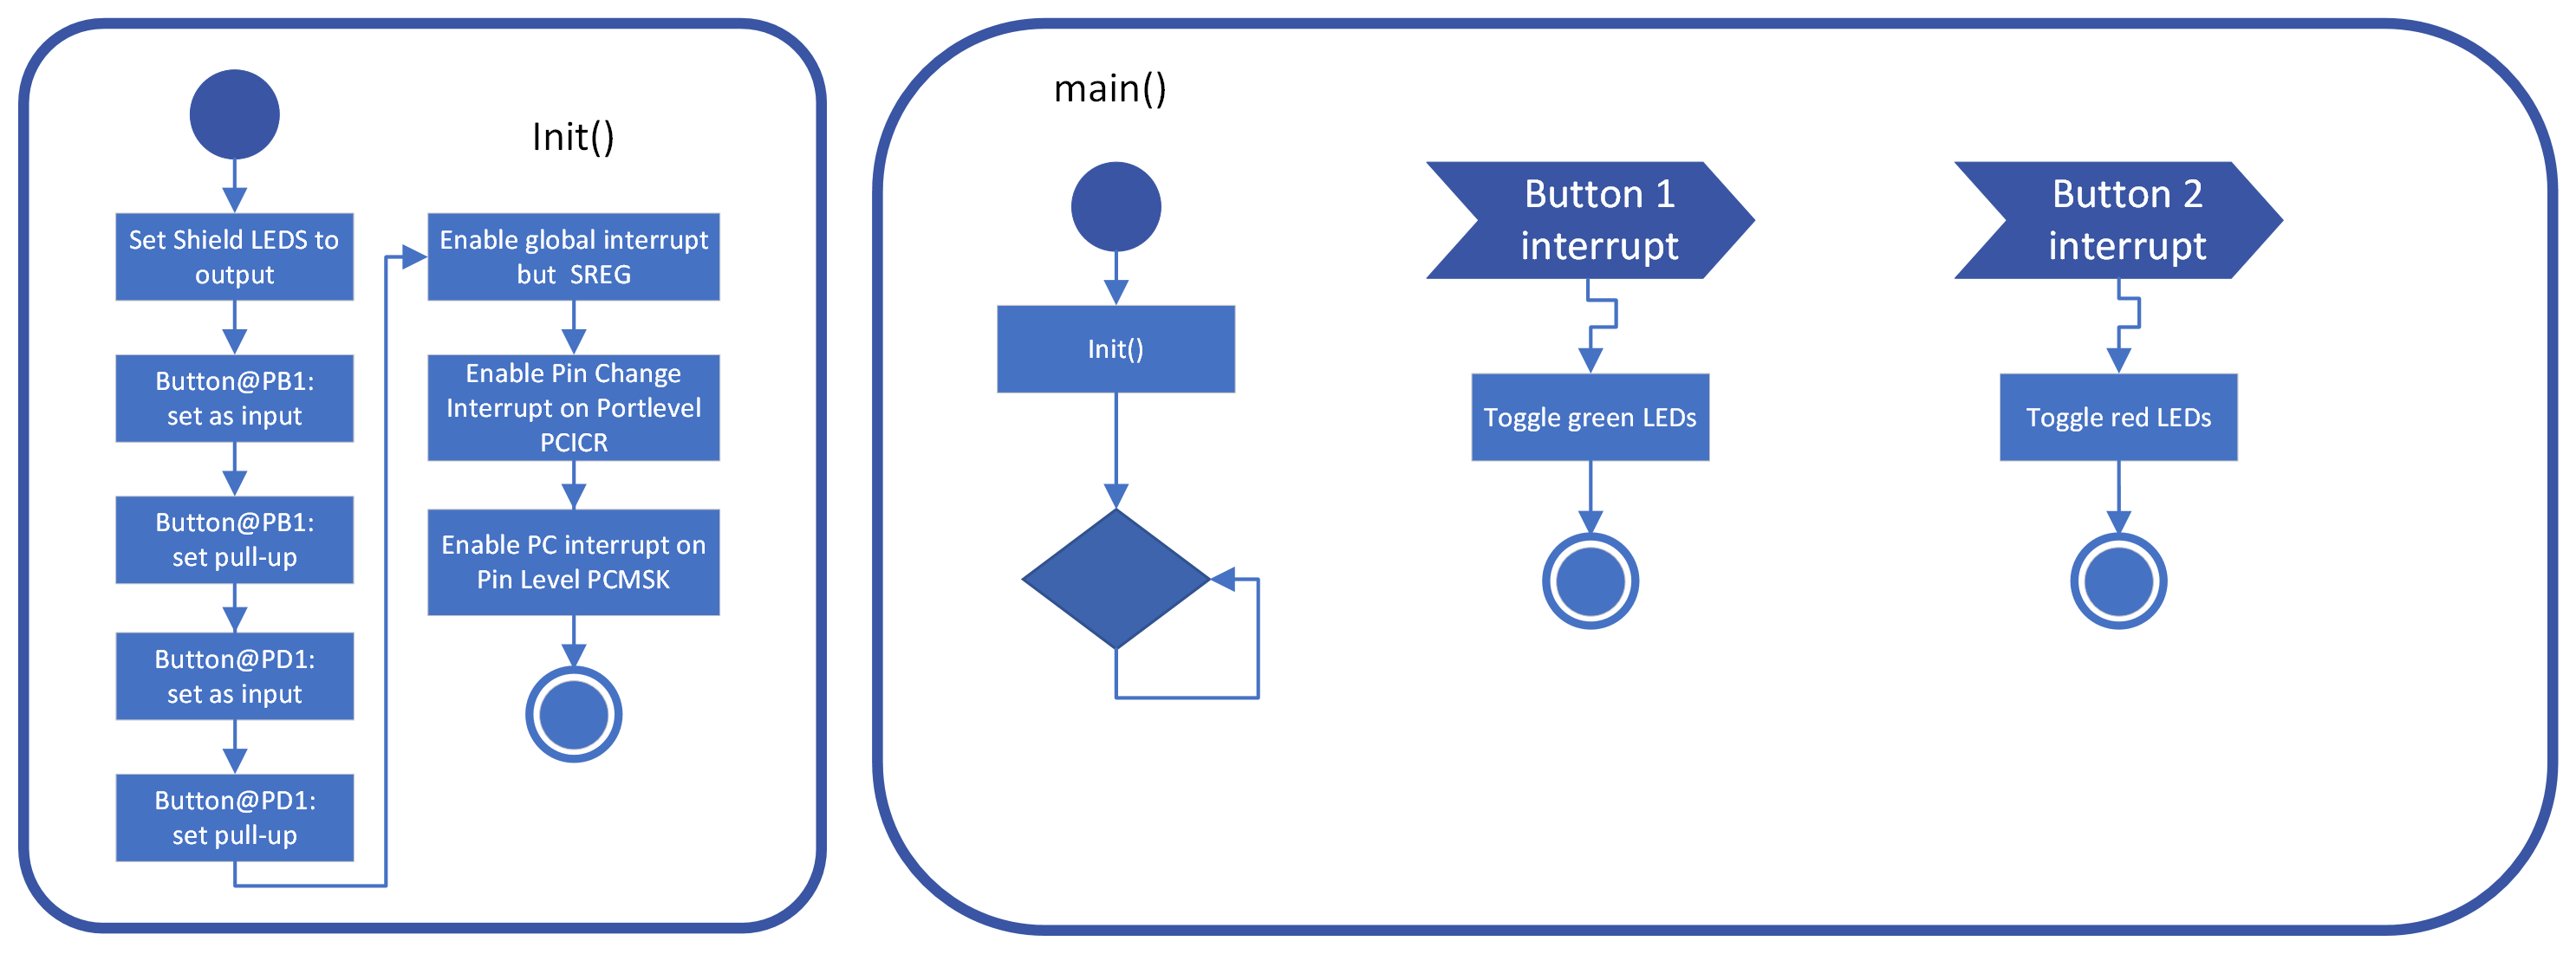 Init()
Set Shield LEDS to
output
Button@PB1:
set as input
Button@PB1:
set pull-up
Button@PD1:
set as input
Button@PD1:
set pull-up
Enable global interrupt
but  SREG
Enable Pin Change
Interrupt on Portlevel
PCICR
Enable PC interrupt on
Pin Level PCMSK
main()
Init()
Button 1
interrupt
Toggle green LEDs
Button 2
interrupt
Toggle red LEDs